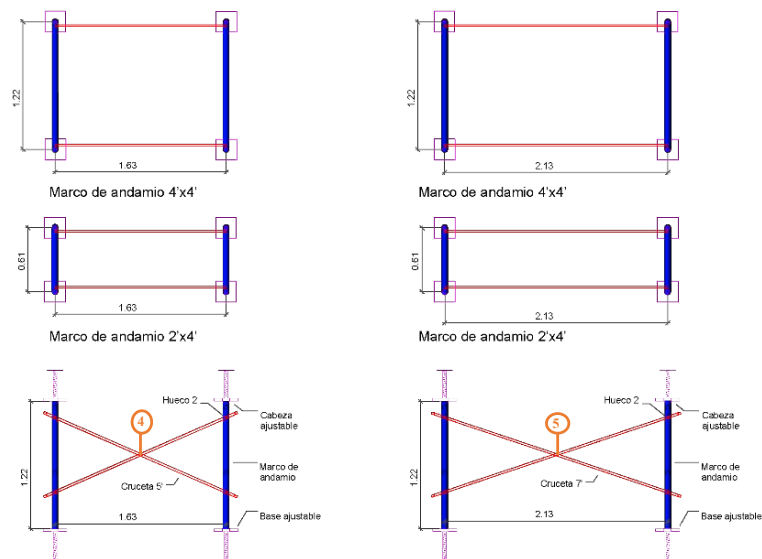 1.22
1.63
Marco de andamio 4'x4'
1.22
2.13
Marco de andamio 4'x4'
0.61
1.63
Marco de andamio 2'x4'
0.61
2.13
Marco de andamio 2'x4'
Hueco 2
4
Cabeza
ajustable
1.22
Marco de
andamio
Cruceta 5'
1.63
Base ajustable
Hueco 2
5
Cabeza
ajustable
1.22
Marco de
andamio
Cruceta 7'
2.13
Base ajustable